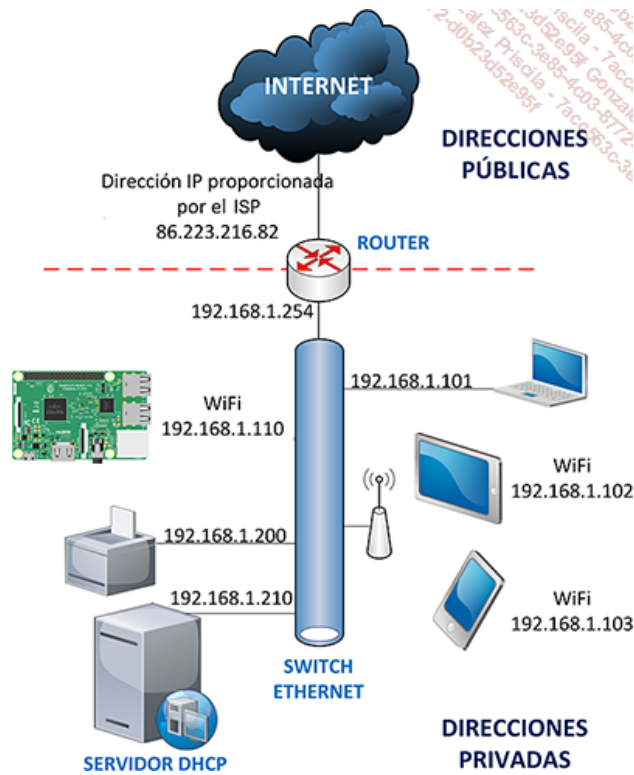 INTERNET
DIRECCIONES
PÚBLICAS
Dirección IP proporcionada
por el ISP
86.223.216.82
ROUTER
192.168.1.254
192.168.1.101
WiFi
192.168.1.110
WiFi
192.168.1.102
192.168.1.200
192.168.1.210
WiFi
192.168.1.103
SWITCH
ETHERNET
SERVIDOR DHCP
DIRECCIONES
PRIVADAS